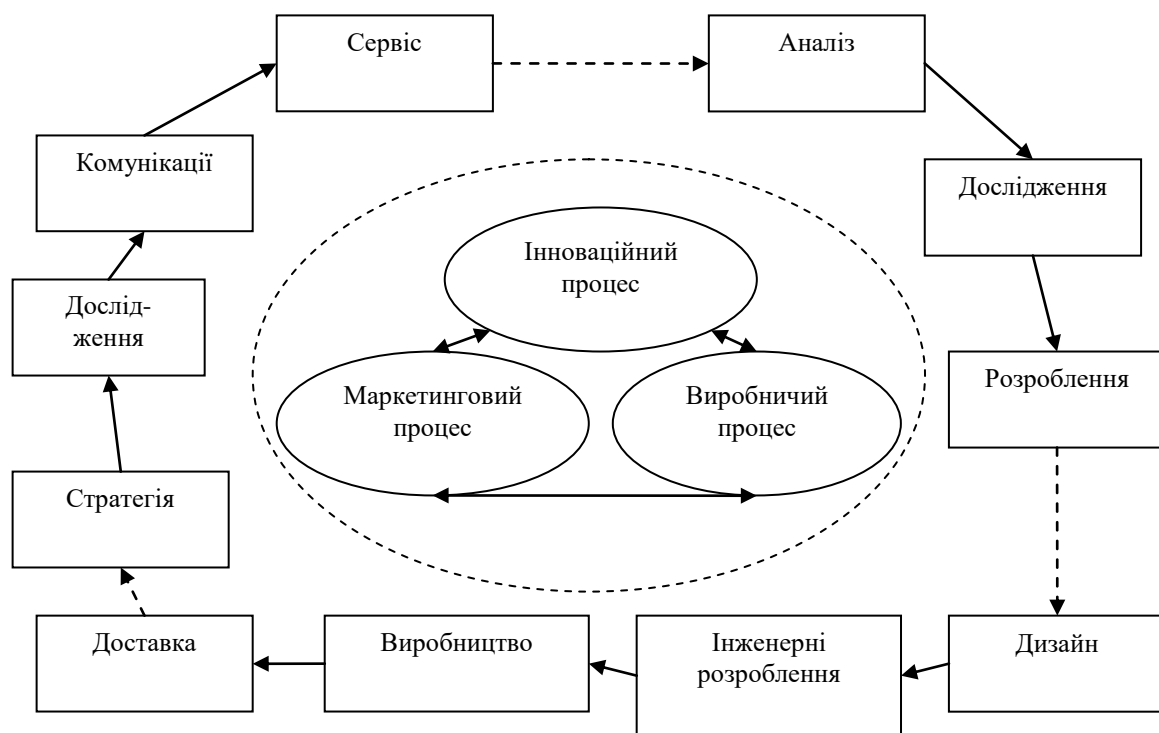 Сервіс
Аналіз
Комунікації
Дослідження
Інноваційний
процес
Дослід-
ження
Маркетинговий
процес
Виробничий
процес
Розроблення
Стратегія
Доставка
Виробництво
Інженерні
розроблення
Дизайн